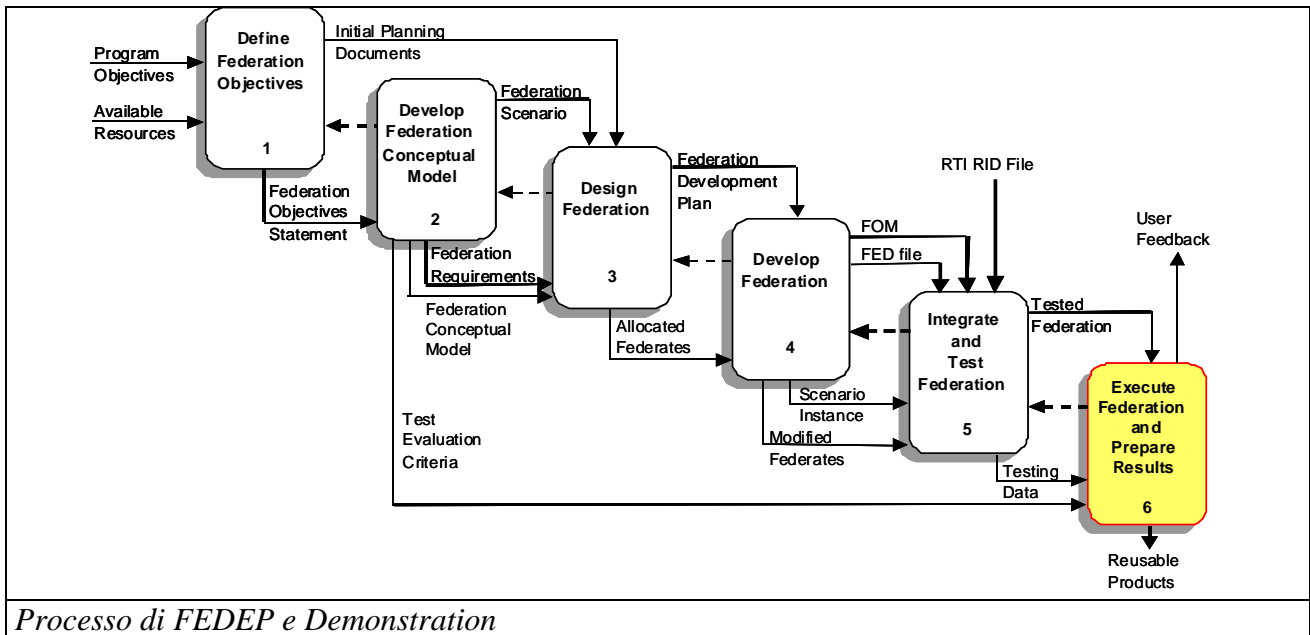 Program
Objectives
Available
Resources
Define
Federation
Objectives
1
Initial Planning
Documents
Federation
Objectives
Statement
Develop
Federation
Conceptual
Model
2
Federation
Scenario
Federation
Requirements
Federation
Conceptual
Model
Test
Evaluation
Criteria
Design
Federation
3
Federation
Development
Plan
Allocated
Federates
Develop
Federation
4
FOM
FED file
RTI RID File
Scenario
Instance
Modified
Federates
Integrate
and
Test
Federation
5
Tested
Federation
Testing
Data
User
Feedback
Execute
Federation
and
Prepare
Results
6
Reusable
Products
Processo di FEDEP e Demonstration